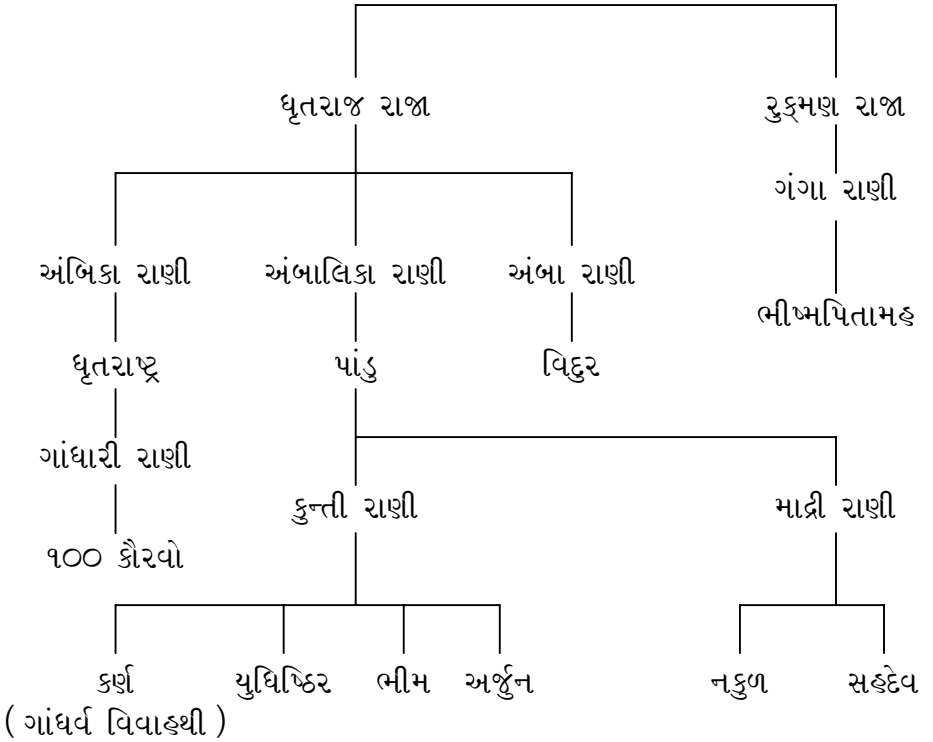 ધૃતરાજ રાજા
રુક્મણ રાજા
ગંગા રાણી
અંબિકા રાણી
અંબાલિકા રાણી
અંબા રાણી
ભીષ્મપિતામહ
ધૃતરાષ્ટ્ર
પાંડુ
વિદુર
ગાંધારી રાણી
કુન્તી રાણી
માદ્રી રાણી
૧૦૦ કૌરવો
કર્ણ
યુધિષ્ઠિર
ભીમ
અર્જુન
નકુળ
સહદેવ
( ગાંધર્વ વિવાહથી )